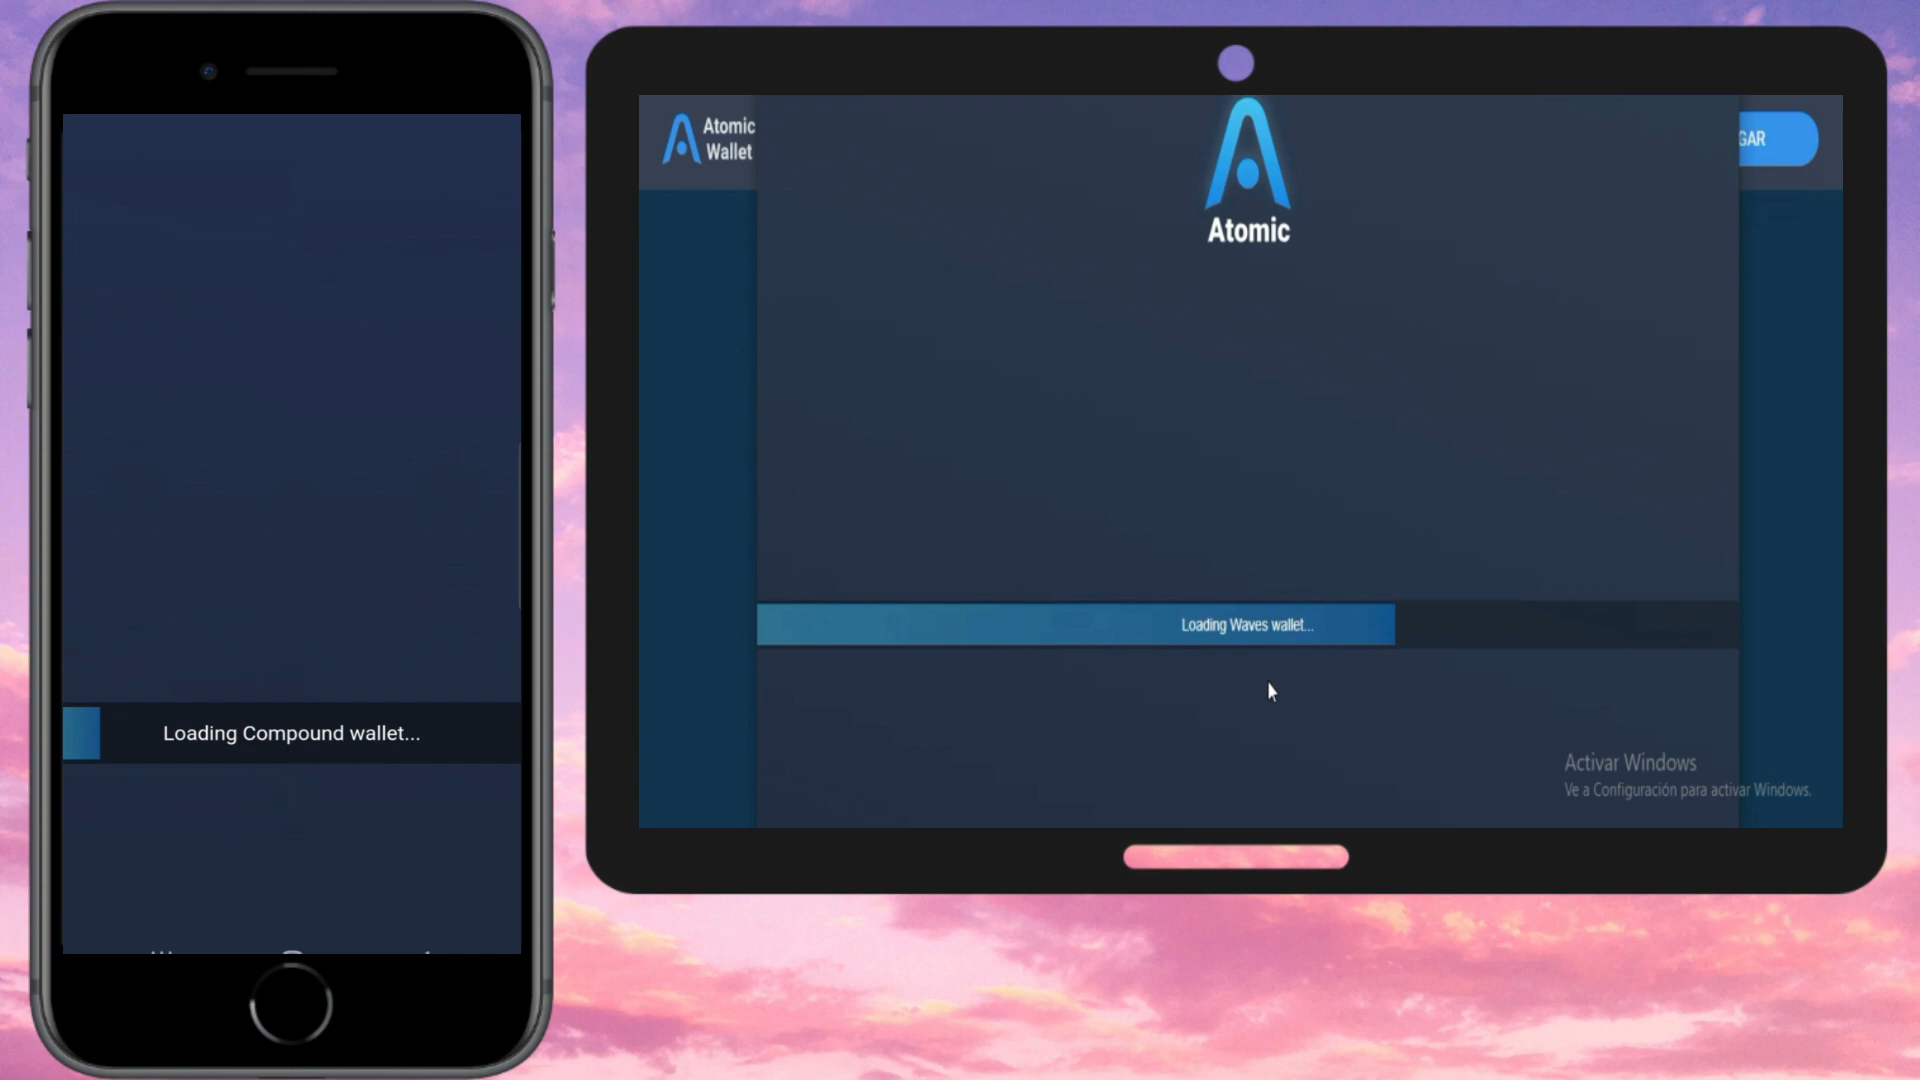 Loading Compound wallet...
Atomic
Wallet
Atomic
GAR
Loading Waves wallet...
Activar Windows
Ve a Configuración para activar Windows.